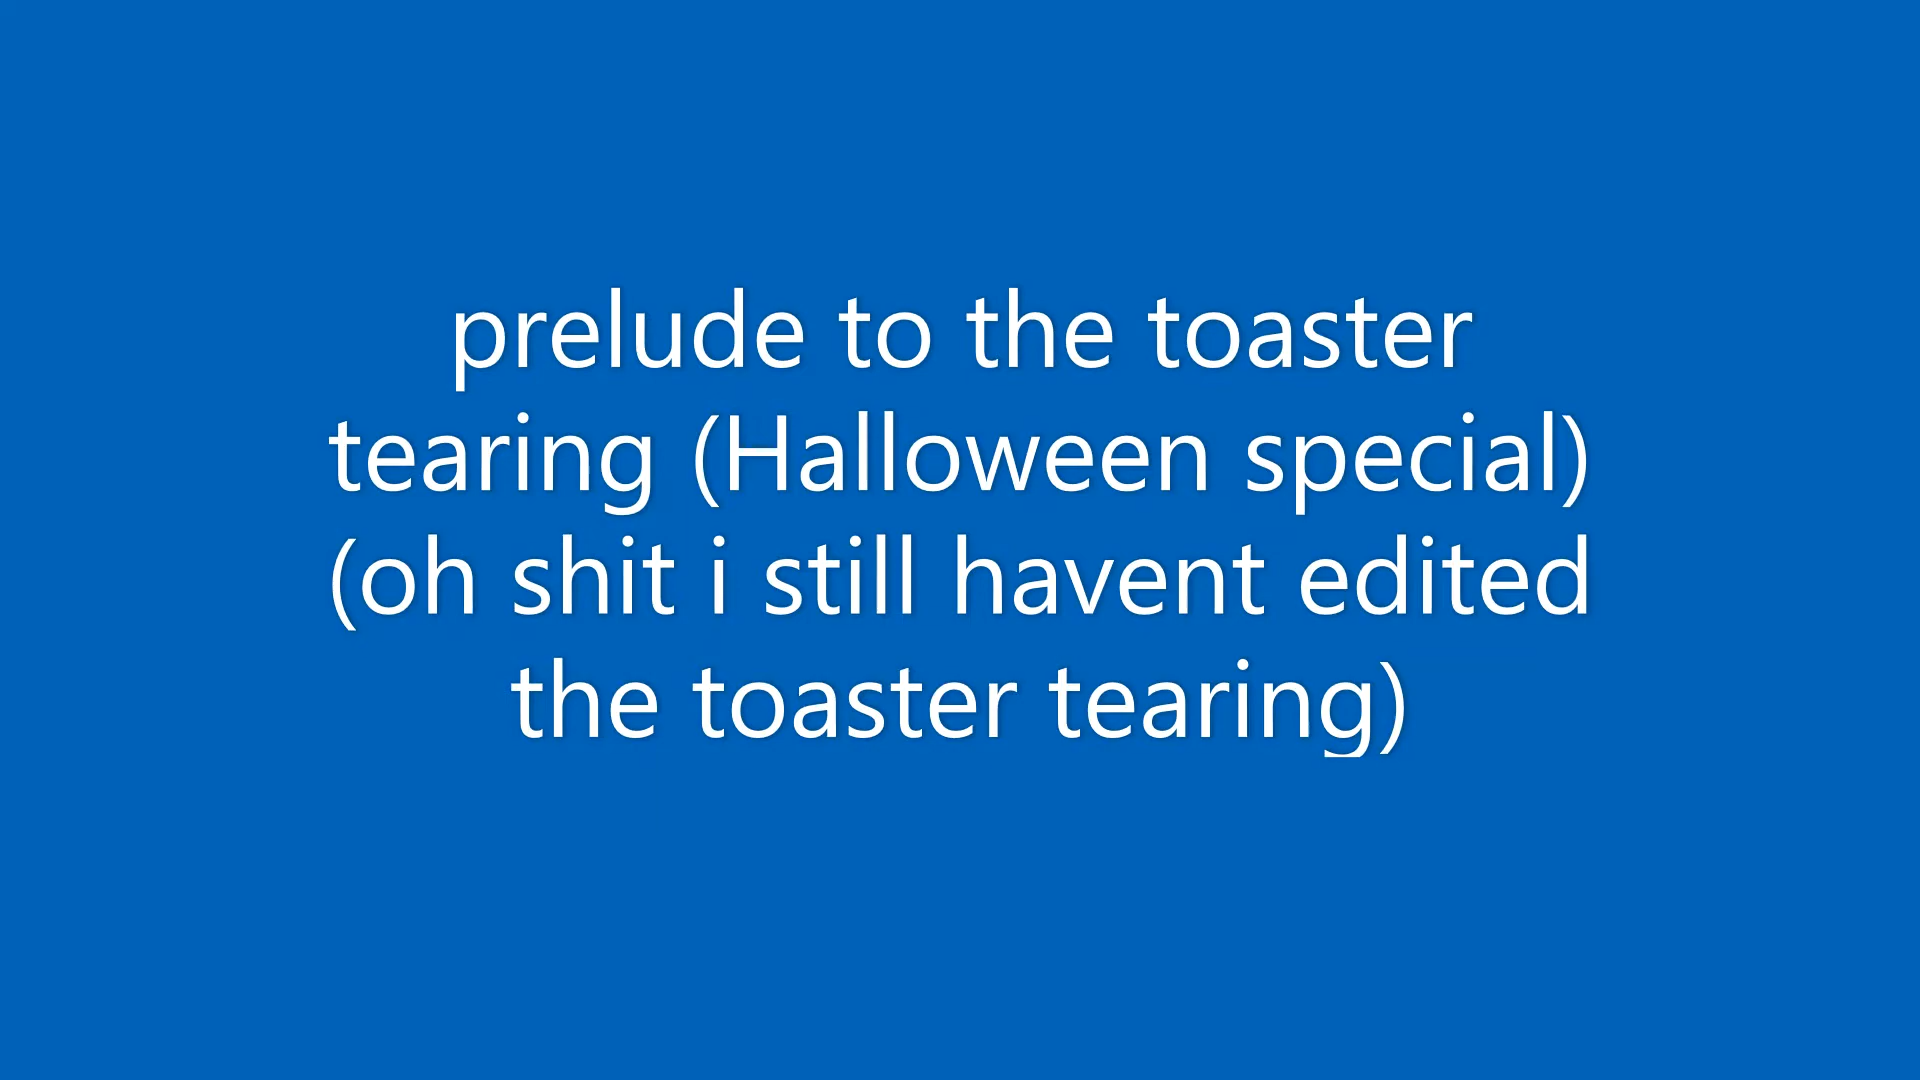 prelude to the toaster
tearing (Halloween special)
(oh shit i still havent edited
the toaster tearing)